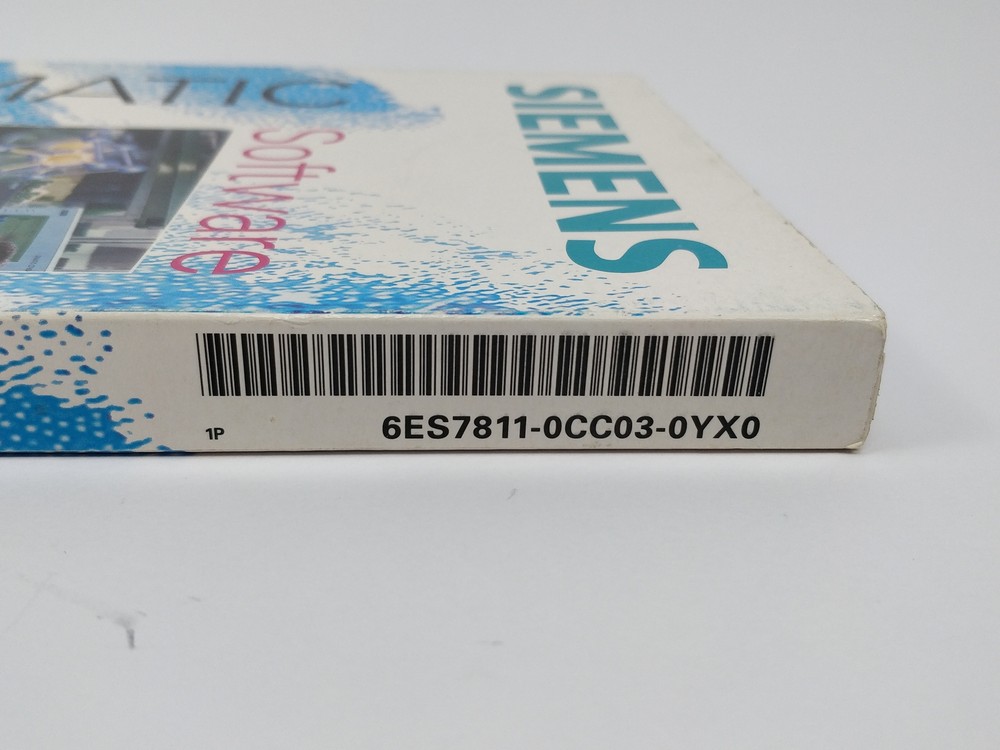 MATIC
Software
SIEMENS
1P 6ES7811-0CC03-0YX0